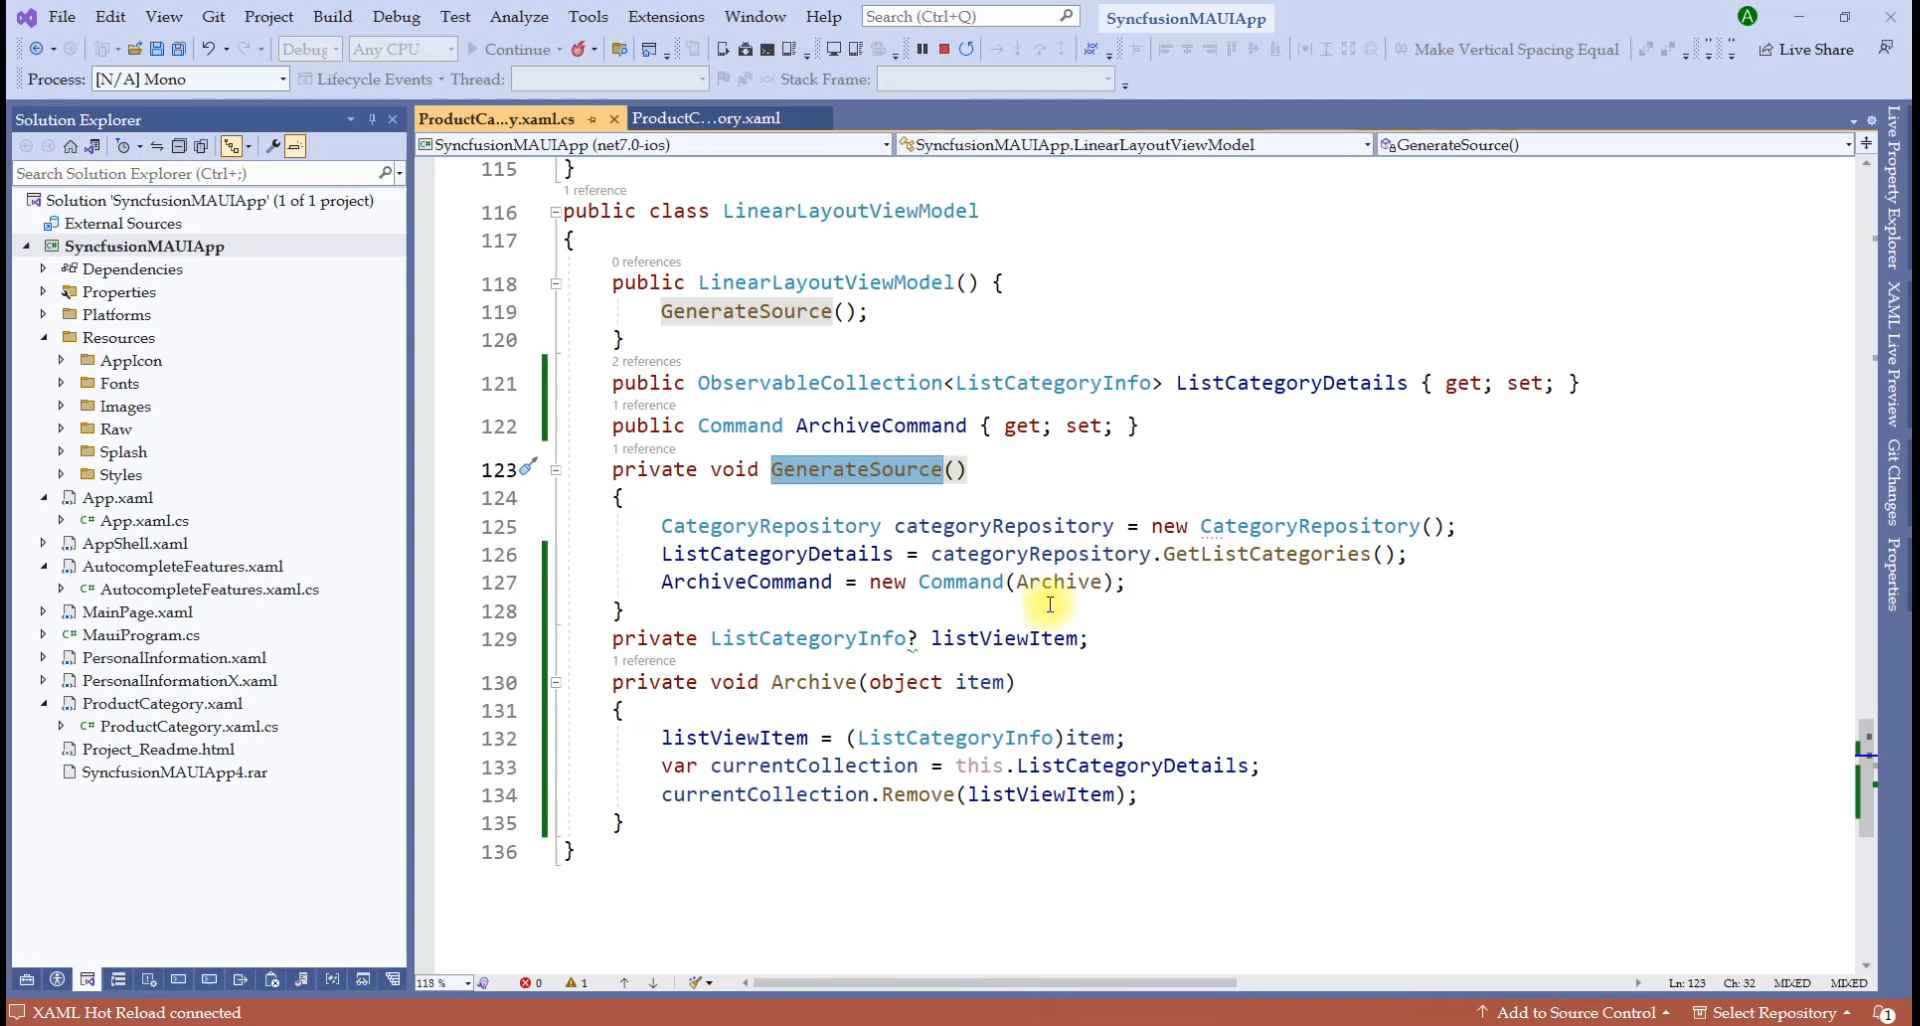 File Edit View Git Project Build Debug Test Analyze Tools Extensions Window Help Search (Ctrl+Q) SyncfusionMAUIApp A
Debug Any CPU Continue Make Vertical Spacing Equal Live Share
Process: [N/A] Mono Lifecycle Events Thread: Stack Frame:
Solution Explorer
Search Solution Explorer (Ctrl+;)
Solution 'SyncfusionMAUIApp' (1 of 1 project)
External Sources
SyncfusionMAUIApp
Dependencies
Properties
Platforms
Resources
AppIcon
Fonts
Images
Raw
Splash
Styles
App.xaml
C# App.xaml.cs
AppShell.xaml
AutocompleteFeatures.xaml
C# AutocompleteFeatures.xaml.cs
MainPage.xaml
C# MauiProgram.cs
PersonalInformation.xaml
PersonalInformationX.xaml
ProductCategory.xaml
C# ProductCategory.xaml.cs
Project_Readme.html
SyncfusionMAUIApp4.rar
ProductCa...y.xaml.cs ProductC...ory.xaml
SyncfusionMAUIApp (net7.0-ios) SyncfusionMAUIApp.LinearLayoutViewModel GenerateSource()
115 }
1 reference
116 public class LinearLayoutViewModel
117 {
0 references
118 public LinearLayoutViewModel() {
119 GenerateSource();
120 }
2 references
121 public ObservableCollection<ListCategoryInfo> ListCategoryDetails { get; set; }
1 reference
122 public Command ArchiveCommand { get; set; }
1 reference
123 private void GenerateSource()
124 {
125 CategoryRepository categoryRepository = new CategoryRepository();
126 ListCategoryDetails = categoryRepository.GetListCategories();
127 ArchiveCommand = new Command(Archive);
128 }
129 private ListCategoryInfo? listViewItem;
1 reference
130 private void Archive(object item)
131 {
132 listViewItem = (ListCategoryInfo)item;
133 var currentCollection = this.ListCategoryDetails;
134 currentCollection.Remove(listViewItem);
135 }
136 }
118 % 0 1 Ln: 123 Ch: 32 MIXED MIXED
Live Property Explorer
XAML Live Preview
Git Changes
Properties
XAML Hot Reload connected Add to Source Control Select Repository 1